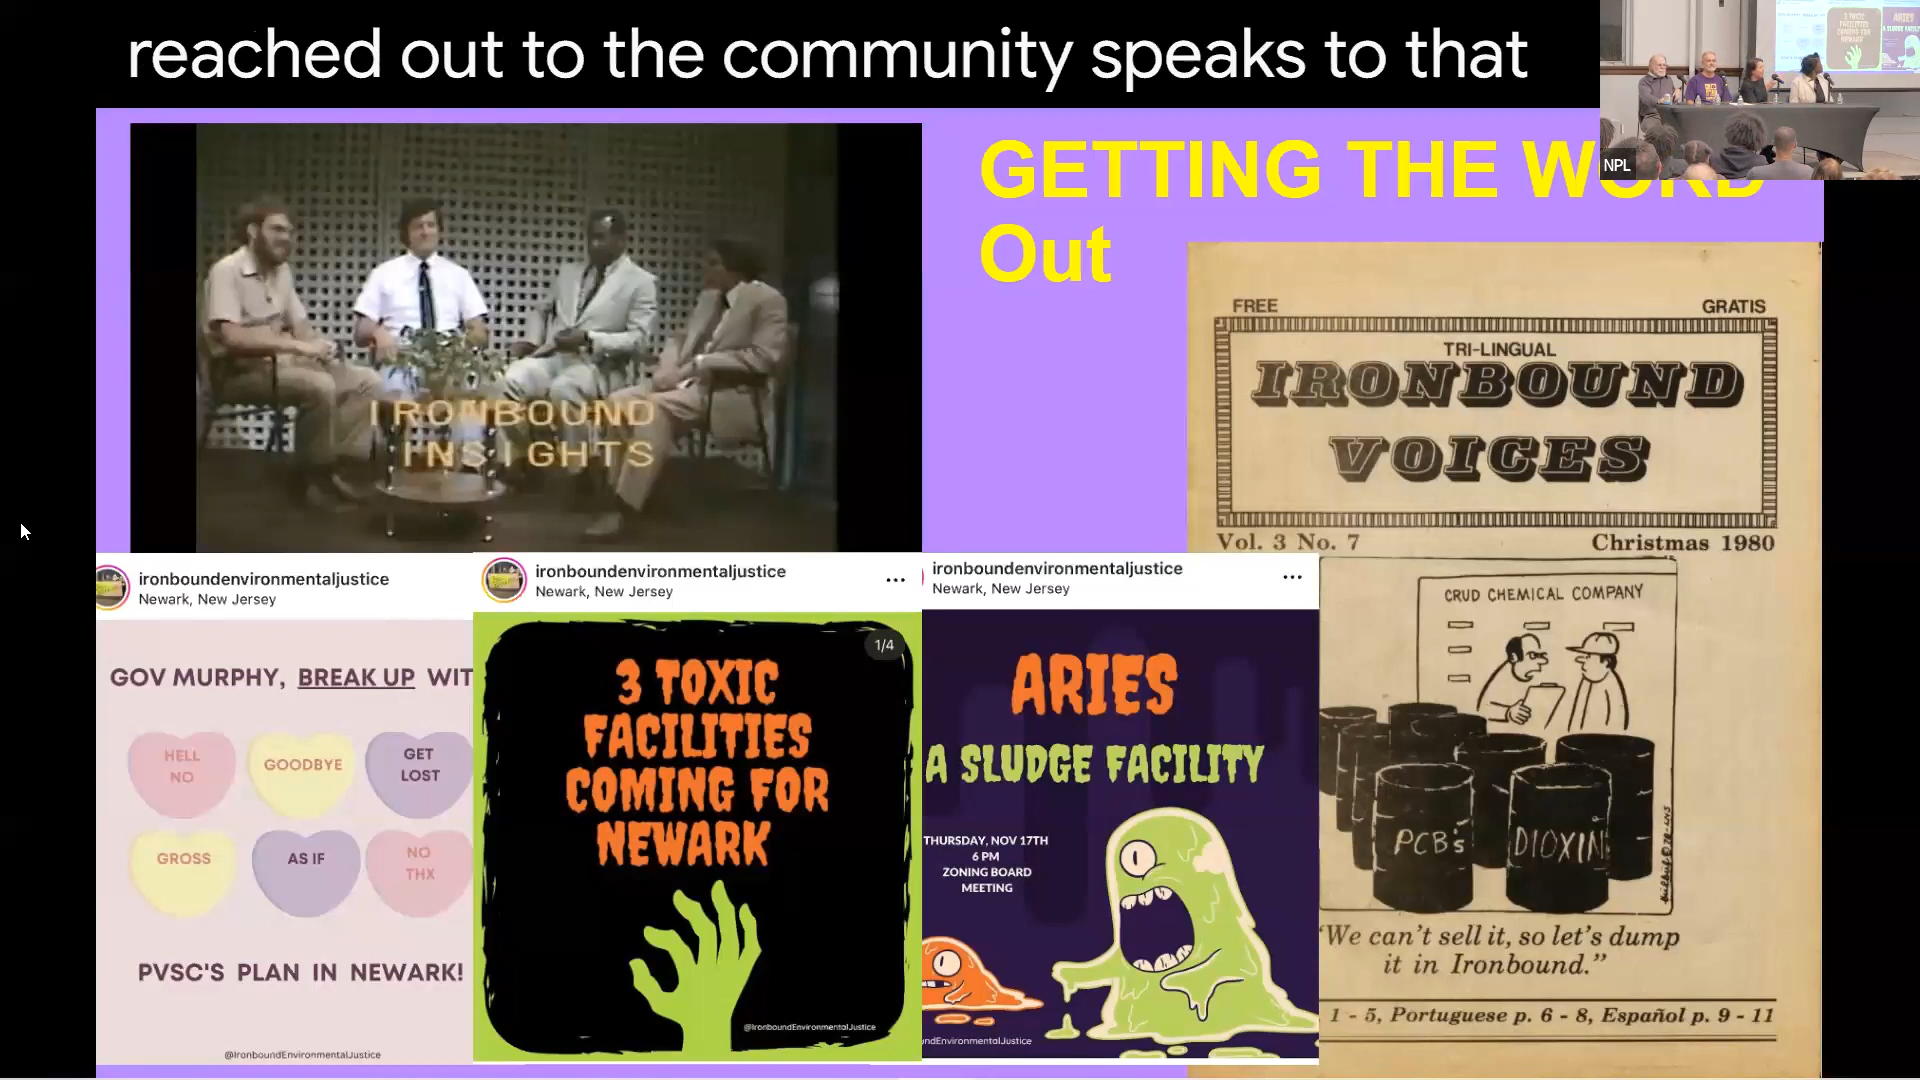 reached out to the community speaks to that
NPL
GETTING THE WORD
Out
IRONBOUND
INSIGHTS
FREE
GRATIS
TRI-LINGUAL
IRONBOUND
VOICES
Vol. 3 No. 7
Christmas 1980
CRUD CHEMICAL COMPANY
PCB's
DIOXIN
"We can't sell it, so let's dump
it in Ironbound."
1 - 5, Portuguese p. 6 - 8, Español p. 9 - 11
ironboundenvironmentaljustice
Newark, New Jersey
GOV MURPHY, BREAK UP WIT
HELL
NO
GOODBYE
GET
LOST
GROSS
AS IF
NO
THX
PVSC'S PLAN IN NEWARK!
@IronboundEnvironmentalJustice
ironboundenvironmentaljustice
Newark, New Jersey
1/4
3 TOXIC
FACILITIES
COMING FOR
NEWARK
@IronboundEnvironmentalJustice
ironboundenvironmentaljustice
Newark, New Jersey
ARIES
A SLUDGE FACILITY
THURSDAY, NOV 17TH
6 PM
ZONING BOARD
MEETING
undEnvironmentalJustice